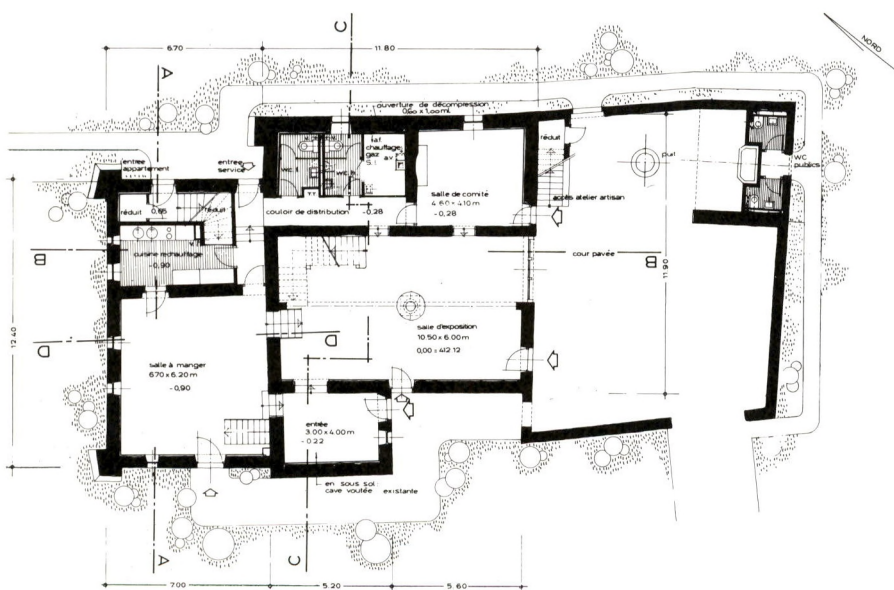 NORD
C
C
6.70
11.80
A
ouverture de décompression
0,60 x 1,00 ml.
entrée
appartement
entrée
service
W.C.
chauffage
gaz
réduit
salle de comité
4.60 x 4.10 m
- 0,28
puit
WC
publics
accès atelier artisan
réduit
0,65
réduit
couloir de distribution
- 0,28
cour pavée
B
B
cuisine rechauffage
- 0,90
11.90
12.40
D
D
salle à manger
6.70 x 6.20 m
- 0,90
salle d'exposition
10.50 x 6.00 m
0,00 = 412.12
entrée
3.00 x 4.00 m
- 0.22
en sous sol :
cave voutée existante
A
C
7.00
5.20
5.60